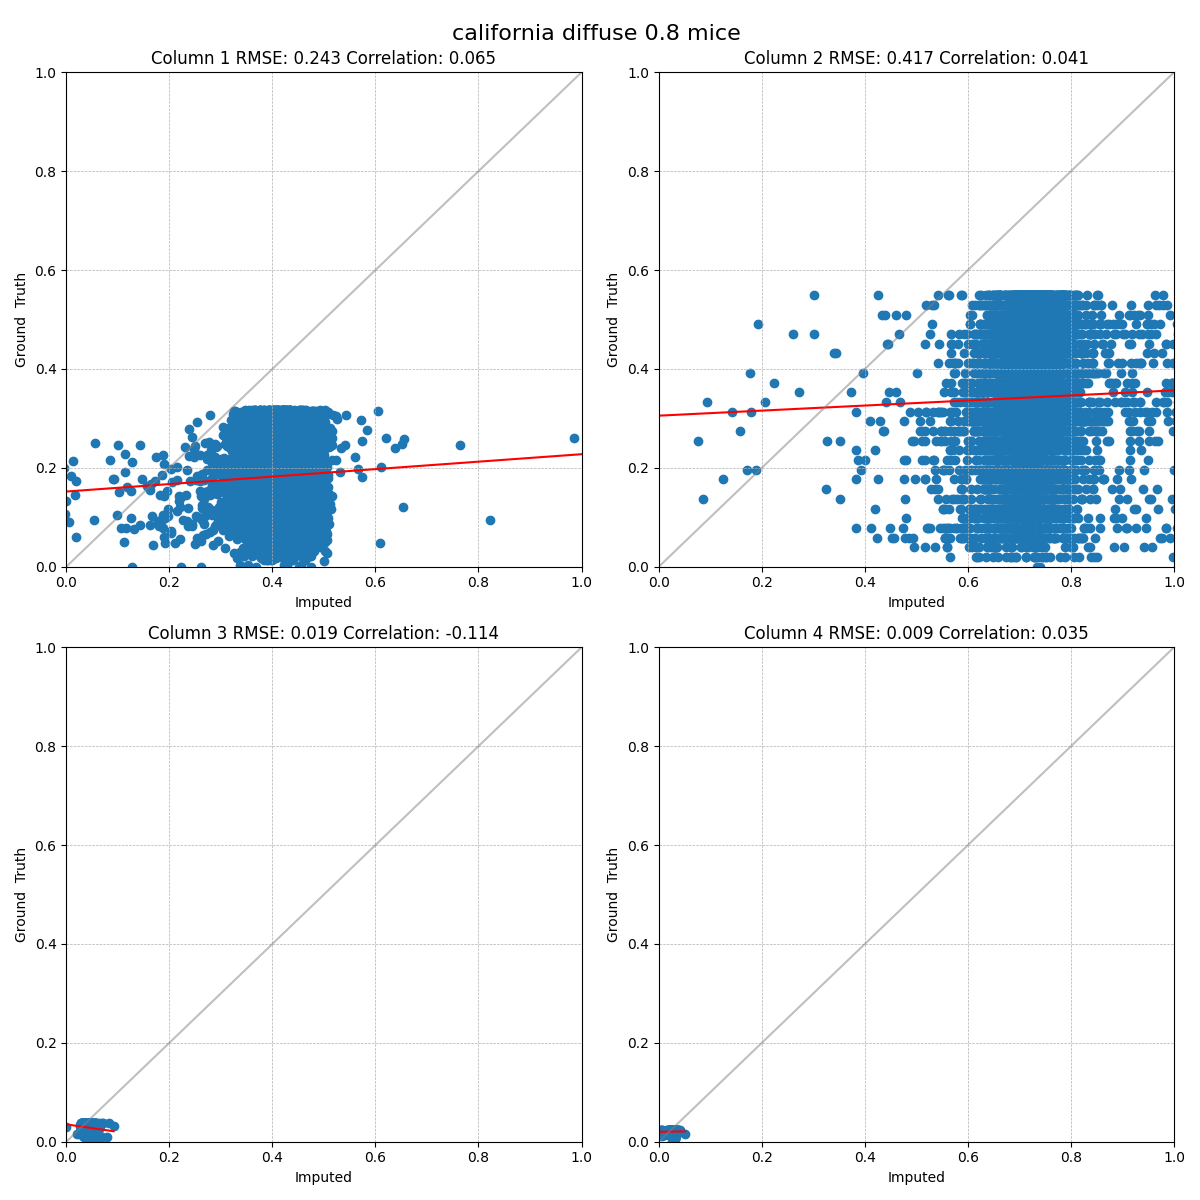 california diffuse 0.8 mice
Column 1 RMSE: 0.243 Correlation: 0.065
1.0
0.8
0.6
0.4
0.2
0.0
Ground Truth
0.0 0.2 0.4 0.6 0.8 1.0
Imputed
Column 2 RMSE: 0.417 Correlation: 0.041
1.0
0.8
0.6
0.4
0.2
0.0
Ground Truth
0.0 0.2 0.4 0.6 0.8 1.0
Imputed
Column 3 RMSE: 0.019 Correlation: -0.114
1.0
0.8
0.6
0.4
0.2
0.0
Ground Truth
0.0 0.2 0.4 0.6 0.8 1.0
Imputed
Column 4 RMSE: 0.009 Correlation: 0.035
1.0
0.8
0.6
0.4
0.2
0.0
Ground Truth
0.0 0.2 0.4 0.6 0.8 1.0
Imputed